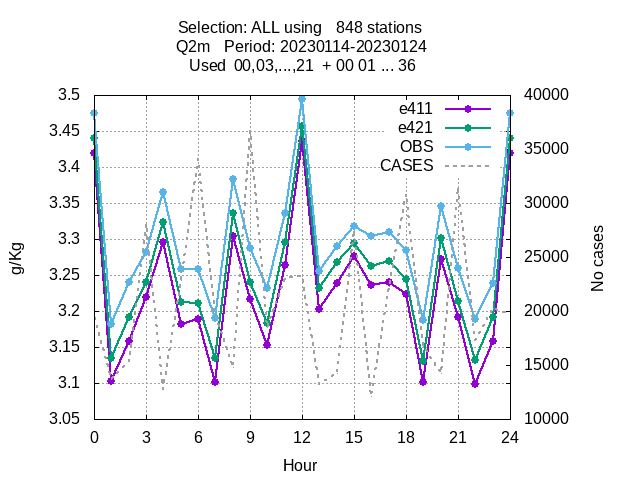 Selection: ALL using   848 stations
Q2m   Period: 20230114-20230124
Used  00,03,...,21  + 00 01 ... 36
3.5
3.45
3.4
3.35
3.3
3.25
3.2
3.15
3.1
3.05
g/Kg
e411
e421
OBS
CASES
40000
35000
30000
25000
20000
15000
10000
No cases
0 3 6 9 12 15 18 21 24
Hour